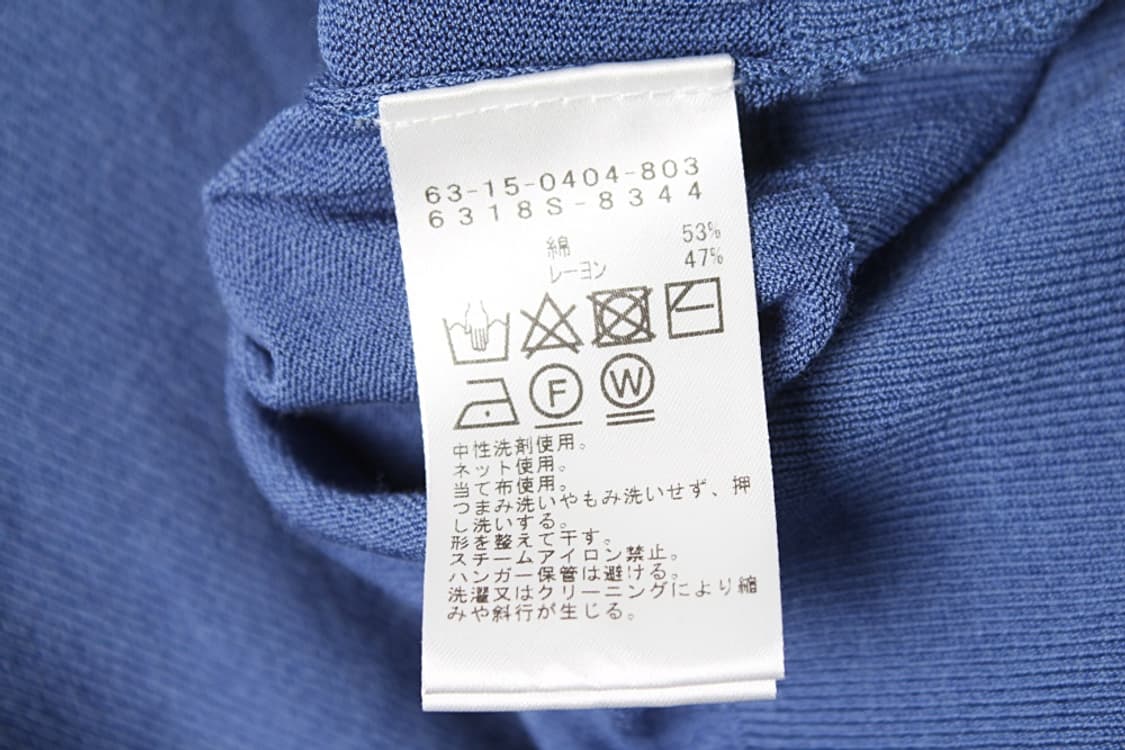 63-15-0404-803
6318S-8344
綿 53%
レーヨン 47%
F W
中性洗剤使用。
ネット使用。
当て布使用。
つまみ洗いやもみ洗いせず、押
し洗いする。
形を整えて干す。
スチームアイロン禁止。
ハンガー保管は避ける。
洗濯又はクリーニングにより縮
みや斜行が生じる。